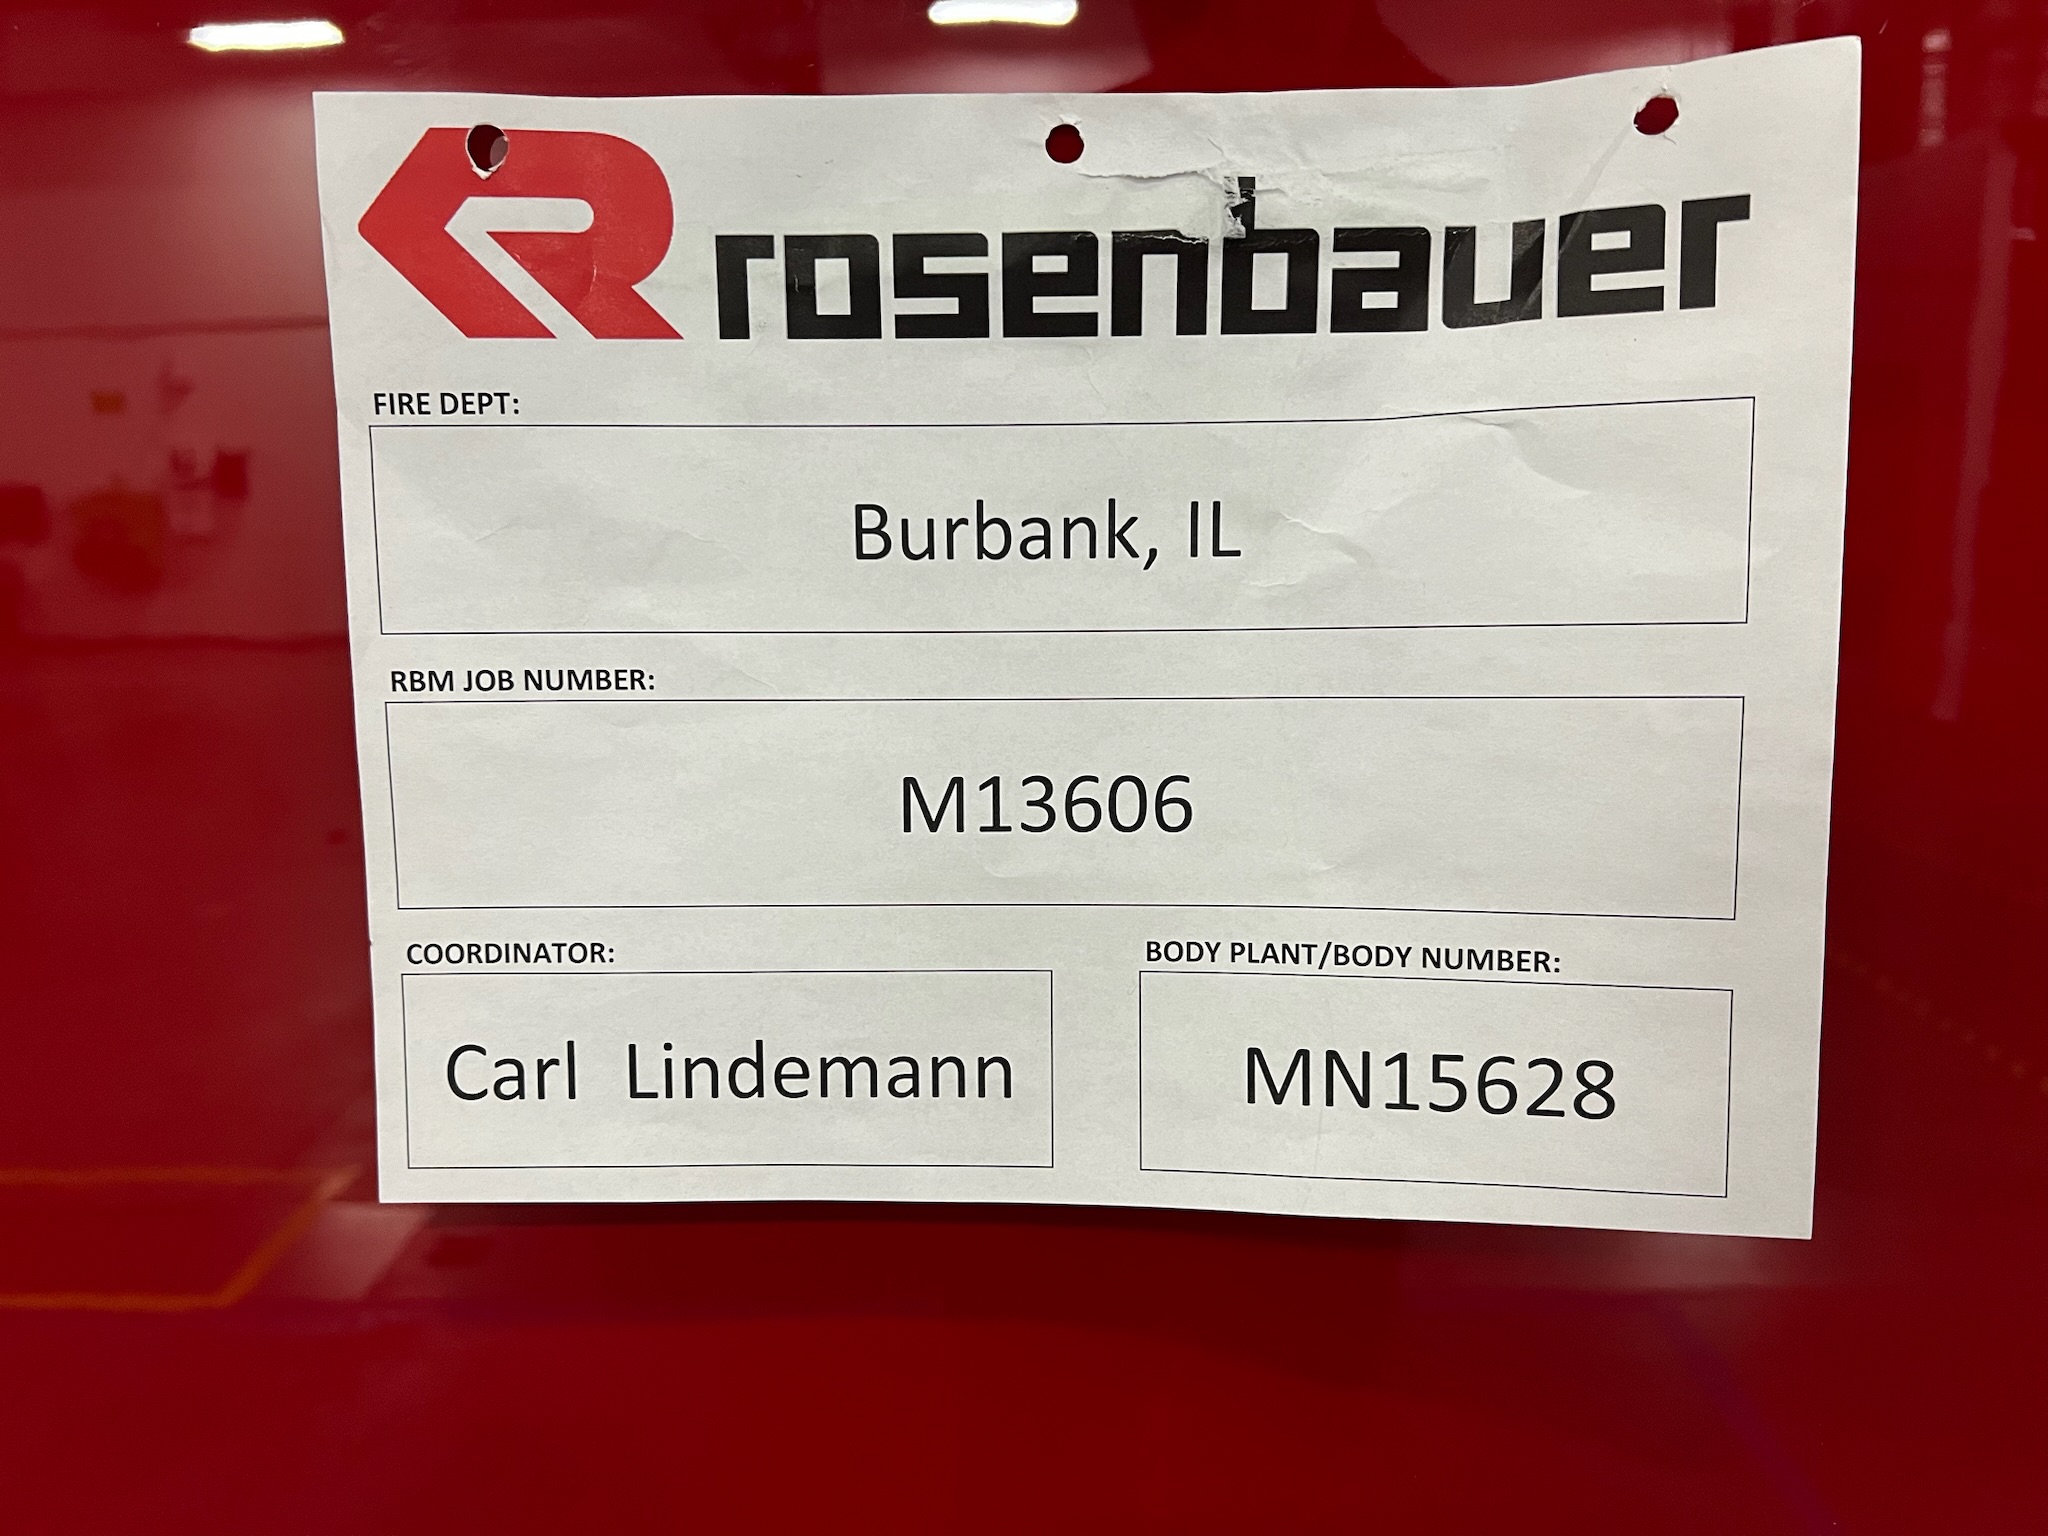 rosenbauer
FIRE DEPT:
Burbank, IL
RBM JOB NUMBER:
M13606
COORDINATOR:
Carl Lindemann
BODY PLANT/BODY NUMBER:
MN15628